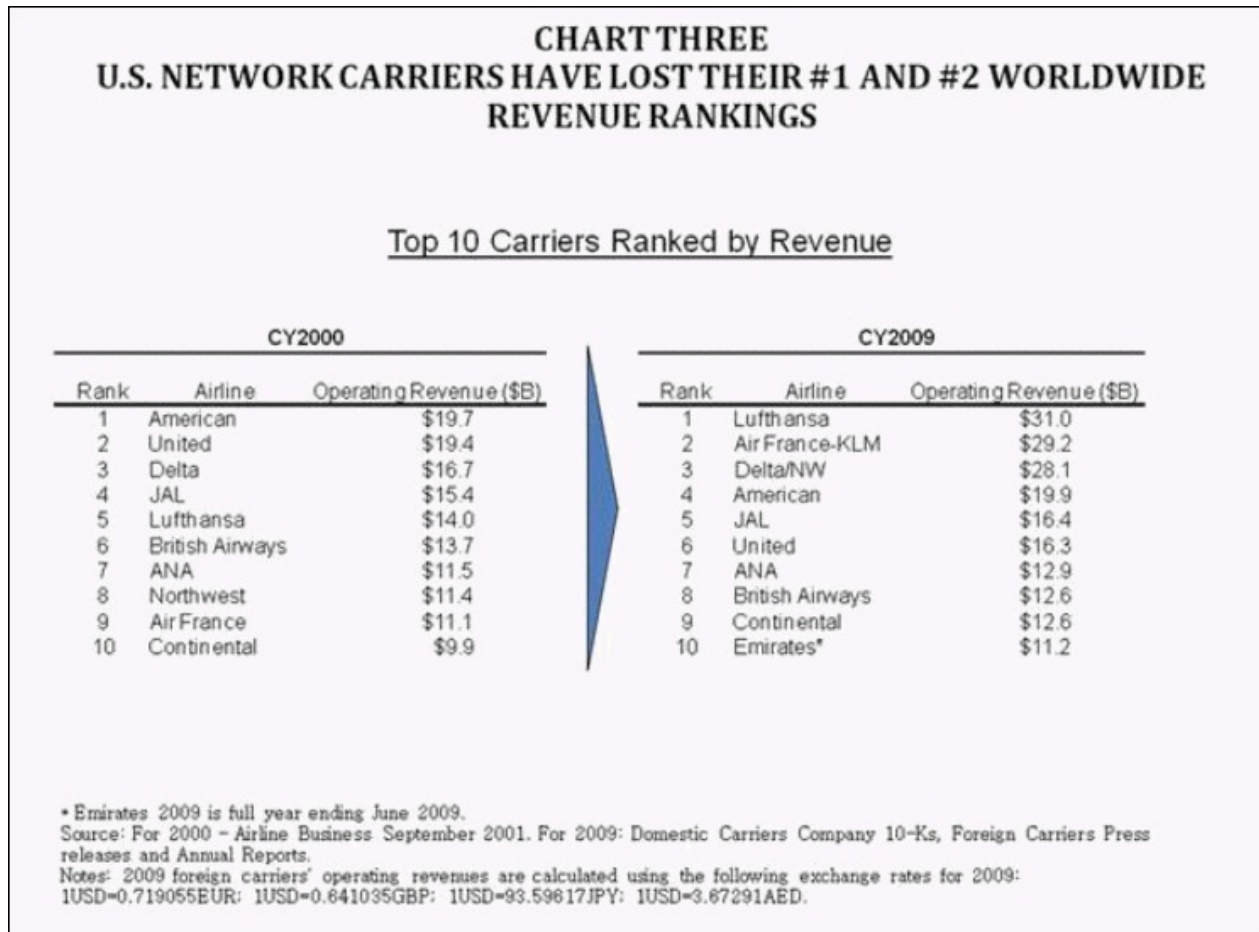 CHART THREE
U.S. NETWORK CARRIERS HAVE LOST THEIR #1 AND #2 WORLDWIDE
REVENUE RANKINGS
Top 10 Carriers Ranked by Revenue
CY2000
Rank Airline Operating Revenue ($B)
1 American $19.7
2 United $19.4
3 Delta $16.7
4 JAL $15.4
5 Lufthansa $14.0
6 British Airways $13.7
7 ANA $11.5
8 Northwest $11.4
9 Air France $11.1
10 Continental $9.9
CY2009
Rank Airline Operating Revenue ($B)
1 Lufthansa $31.0
2 Air France-KLM $29.2
3 Delta/NW $28.1
4 American $19.9
5 JAL $16.4
6 United $16.3
7 ANA $12.9
8 British Airways $12.6
9 Continental $12.6
10 Emirates* $11.2
* Emirates 2009 is full year ending June 2009.
Source: For 2000 - Airline Business September 2001. For 2009: Domestic Carriers Company 10-Ks, Foreign Carriers Press
releases and Annual Reports.
Notes: 2009 foreign carriers' operating revenues are calculated using the following exchange rates for 2009:
1USD=0.719055EUR; 1USD=0.641035GBP; 1USD=93.59617JPY; 1USD=3.67291AED.